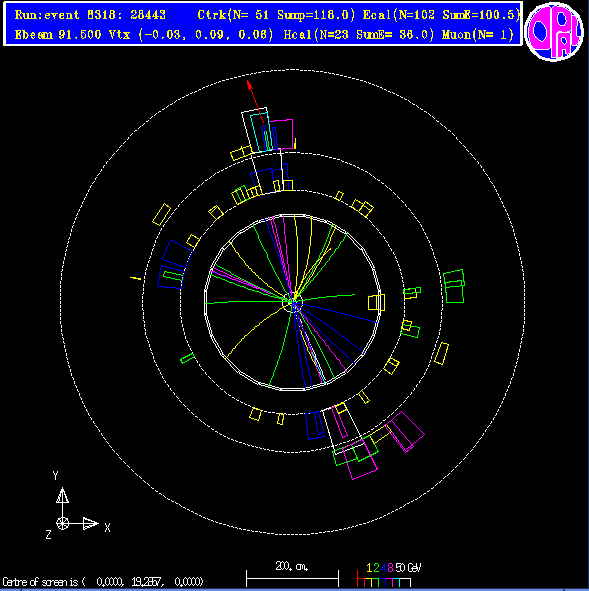 Run:event 8318: 28443 Ctrk(N= 51 Sump=118.0) Ecal(N=102 SumE=100.5)
Ebeam 91.500 Vtx (-0.03, 0.09, 0.06) Hcal(N=23 SumE= 36.0) Muon(N= 1)
OPAL
Y
X
Z
200. cm.
1 2 4 8 50 GeV
Centre of screen is ( 0.0000, 19.2857, 0.0000)